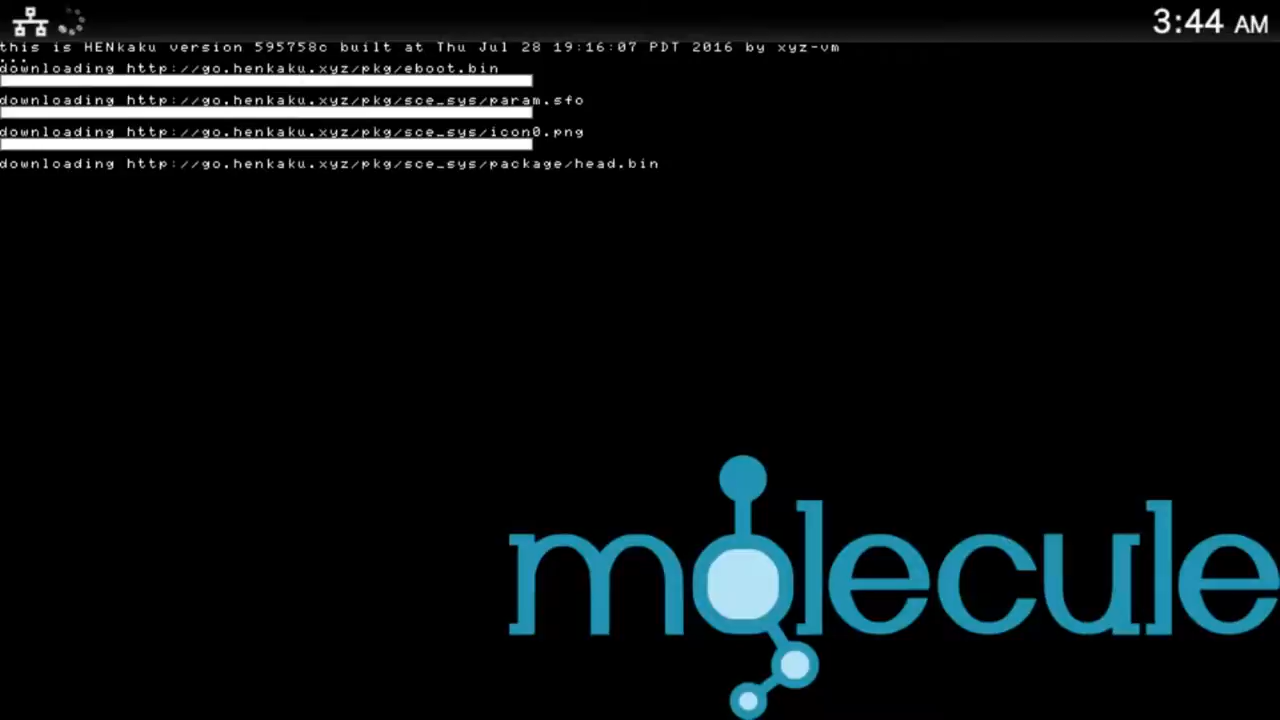 3:44 AM
this is HENkaku version 595758c built at Thu Jul 28 19:16:07 PDT 2016 by xyz-vm
...
downloading http://go.henkaku.xyz/pkg/eboot.bin
downloading http://go.henkaku.xyz/pkg/sce_sys/param.sfo
downloading http://go.henkaku.xyz/pkg/sce_sys/icon0.png
downloading http://go.henkaku.xyz/pkg/sce_sys/package/head.bin
molecule